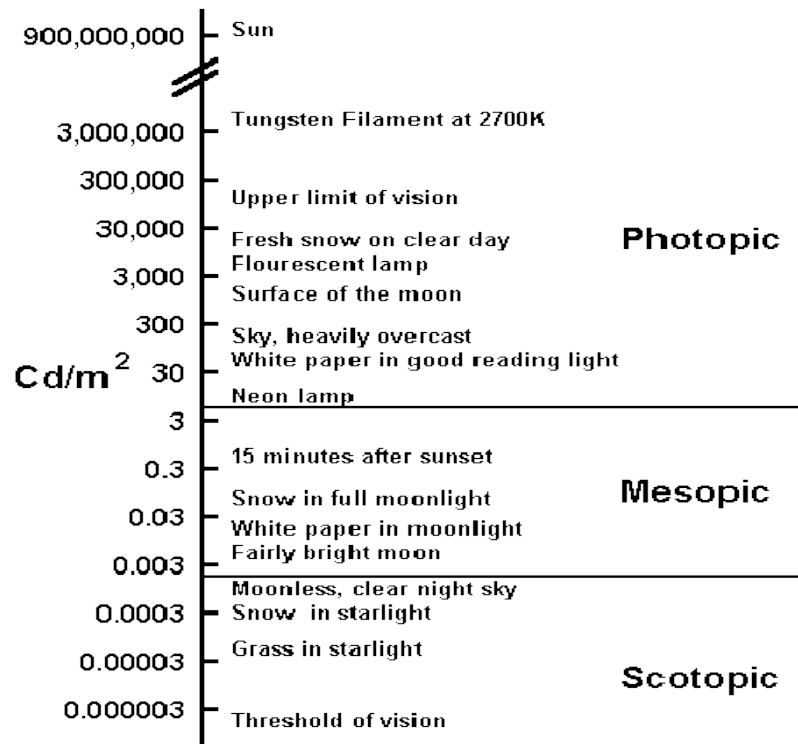 900,000,000 Sun
3,000,000 Tungsten Filament at 2700K
300,000
Upper limit of vision
30,000
Fresh snow on clear day Photopic
Flourescent lamp
3,000
Surface of the moon
300
Sky, heavily overcast
White paper in good reading light
Cd/m² 30
Neon lamp
3
15 minutes after sunset
0.3
Snow in full moonlight Mesopic
0.03
White paper in moonlight
Fairly bright moon
0.003
Moonless, clear night sky
0.0003 Snow in starlight
Grass in starlight
0.00003
Scotopic
0.000003
Threshold of vision